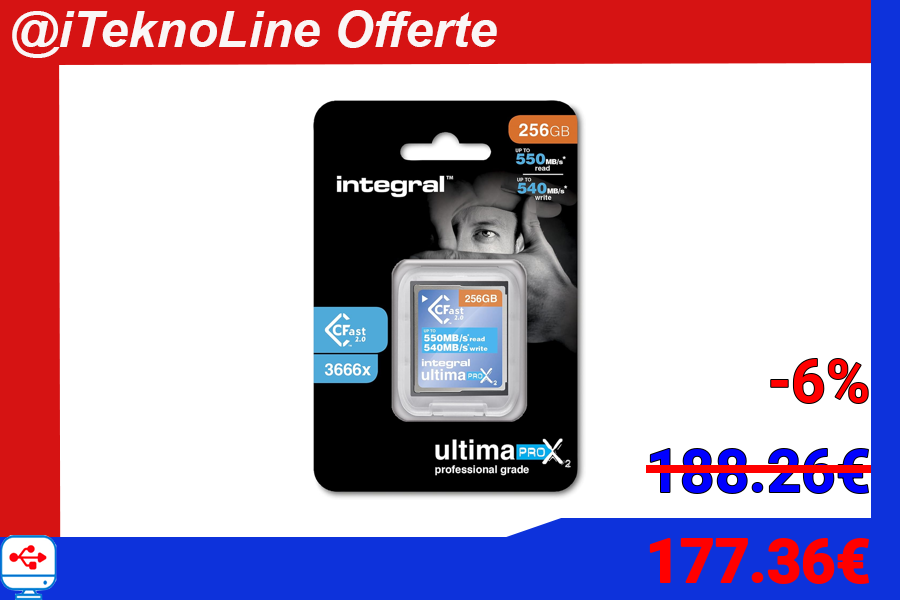 @iTeknoLine Offerte
256GB
UP TO
550MB/s*
read
UP TO
540MB/s*
write
integral™
256GB
CFast
2.0
UP TO
550MB/s*read
540MB/s*write
integral
ultima PRO X2
CFast
2.0
3666x
ultima PRO X2
professional grade
-6%
188.26€
177.36€